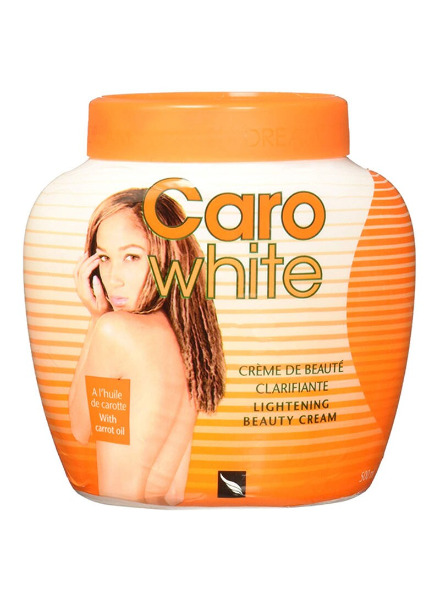 Caro
white
CRÈME DE BEAUTÉ
CLARIFIANTE
LIGHTENING
BEAUTY CREAM
A l'huile
de carotte
With
carrot oil